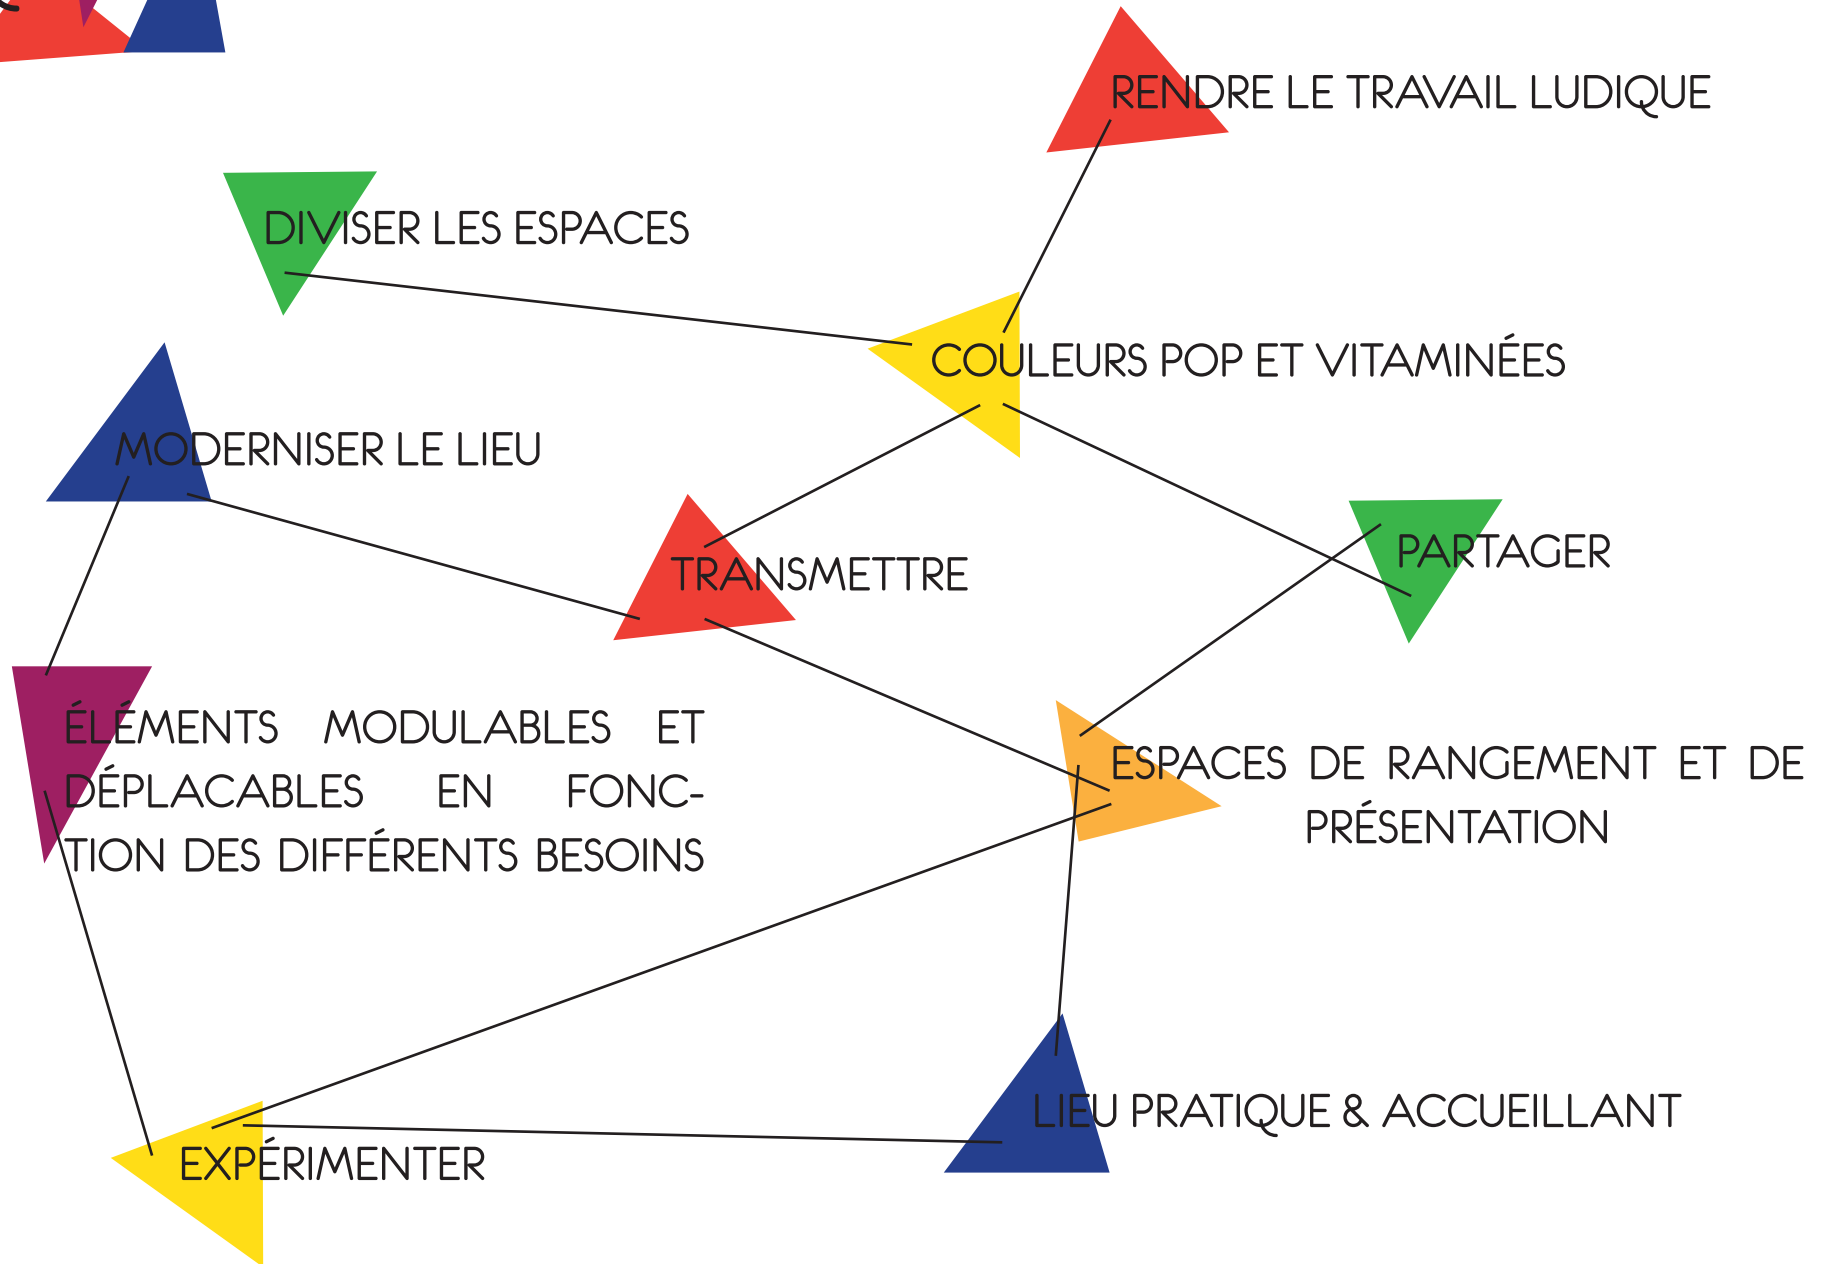 RENDRE LE TRAVAIL LUDIQUE
DIVISER LES ESPACES
COULEURS POP ET VITAMINÉES
MODERNISER LE LIEU
TRANSMETTRE
PARTAGER
ÉLÉMENTS MODULABLES ET
DÉPLACABLES EN FONC-
TION DES DIFFÉRENTS BESOINS
ESPACES DE RANGEMENT ET DE
PRÉSENTATION
LIEU PRATIQUE & ACCUEILLANT
EXPÉRIMENTER